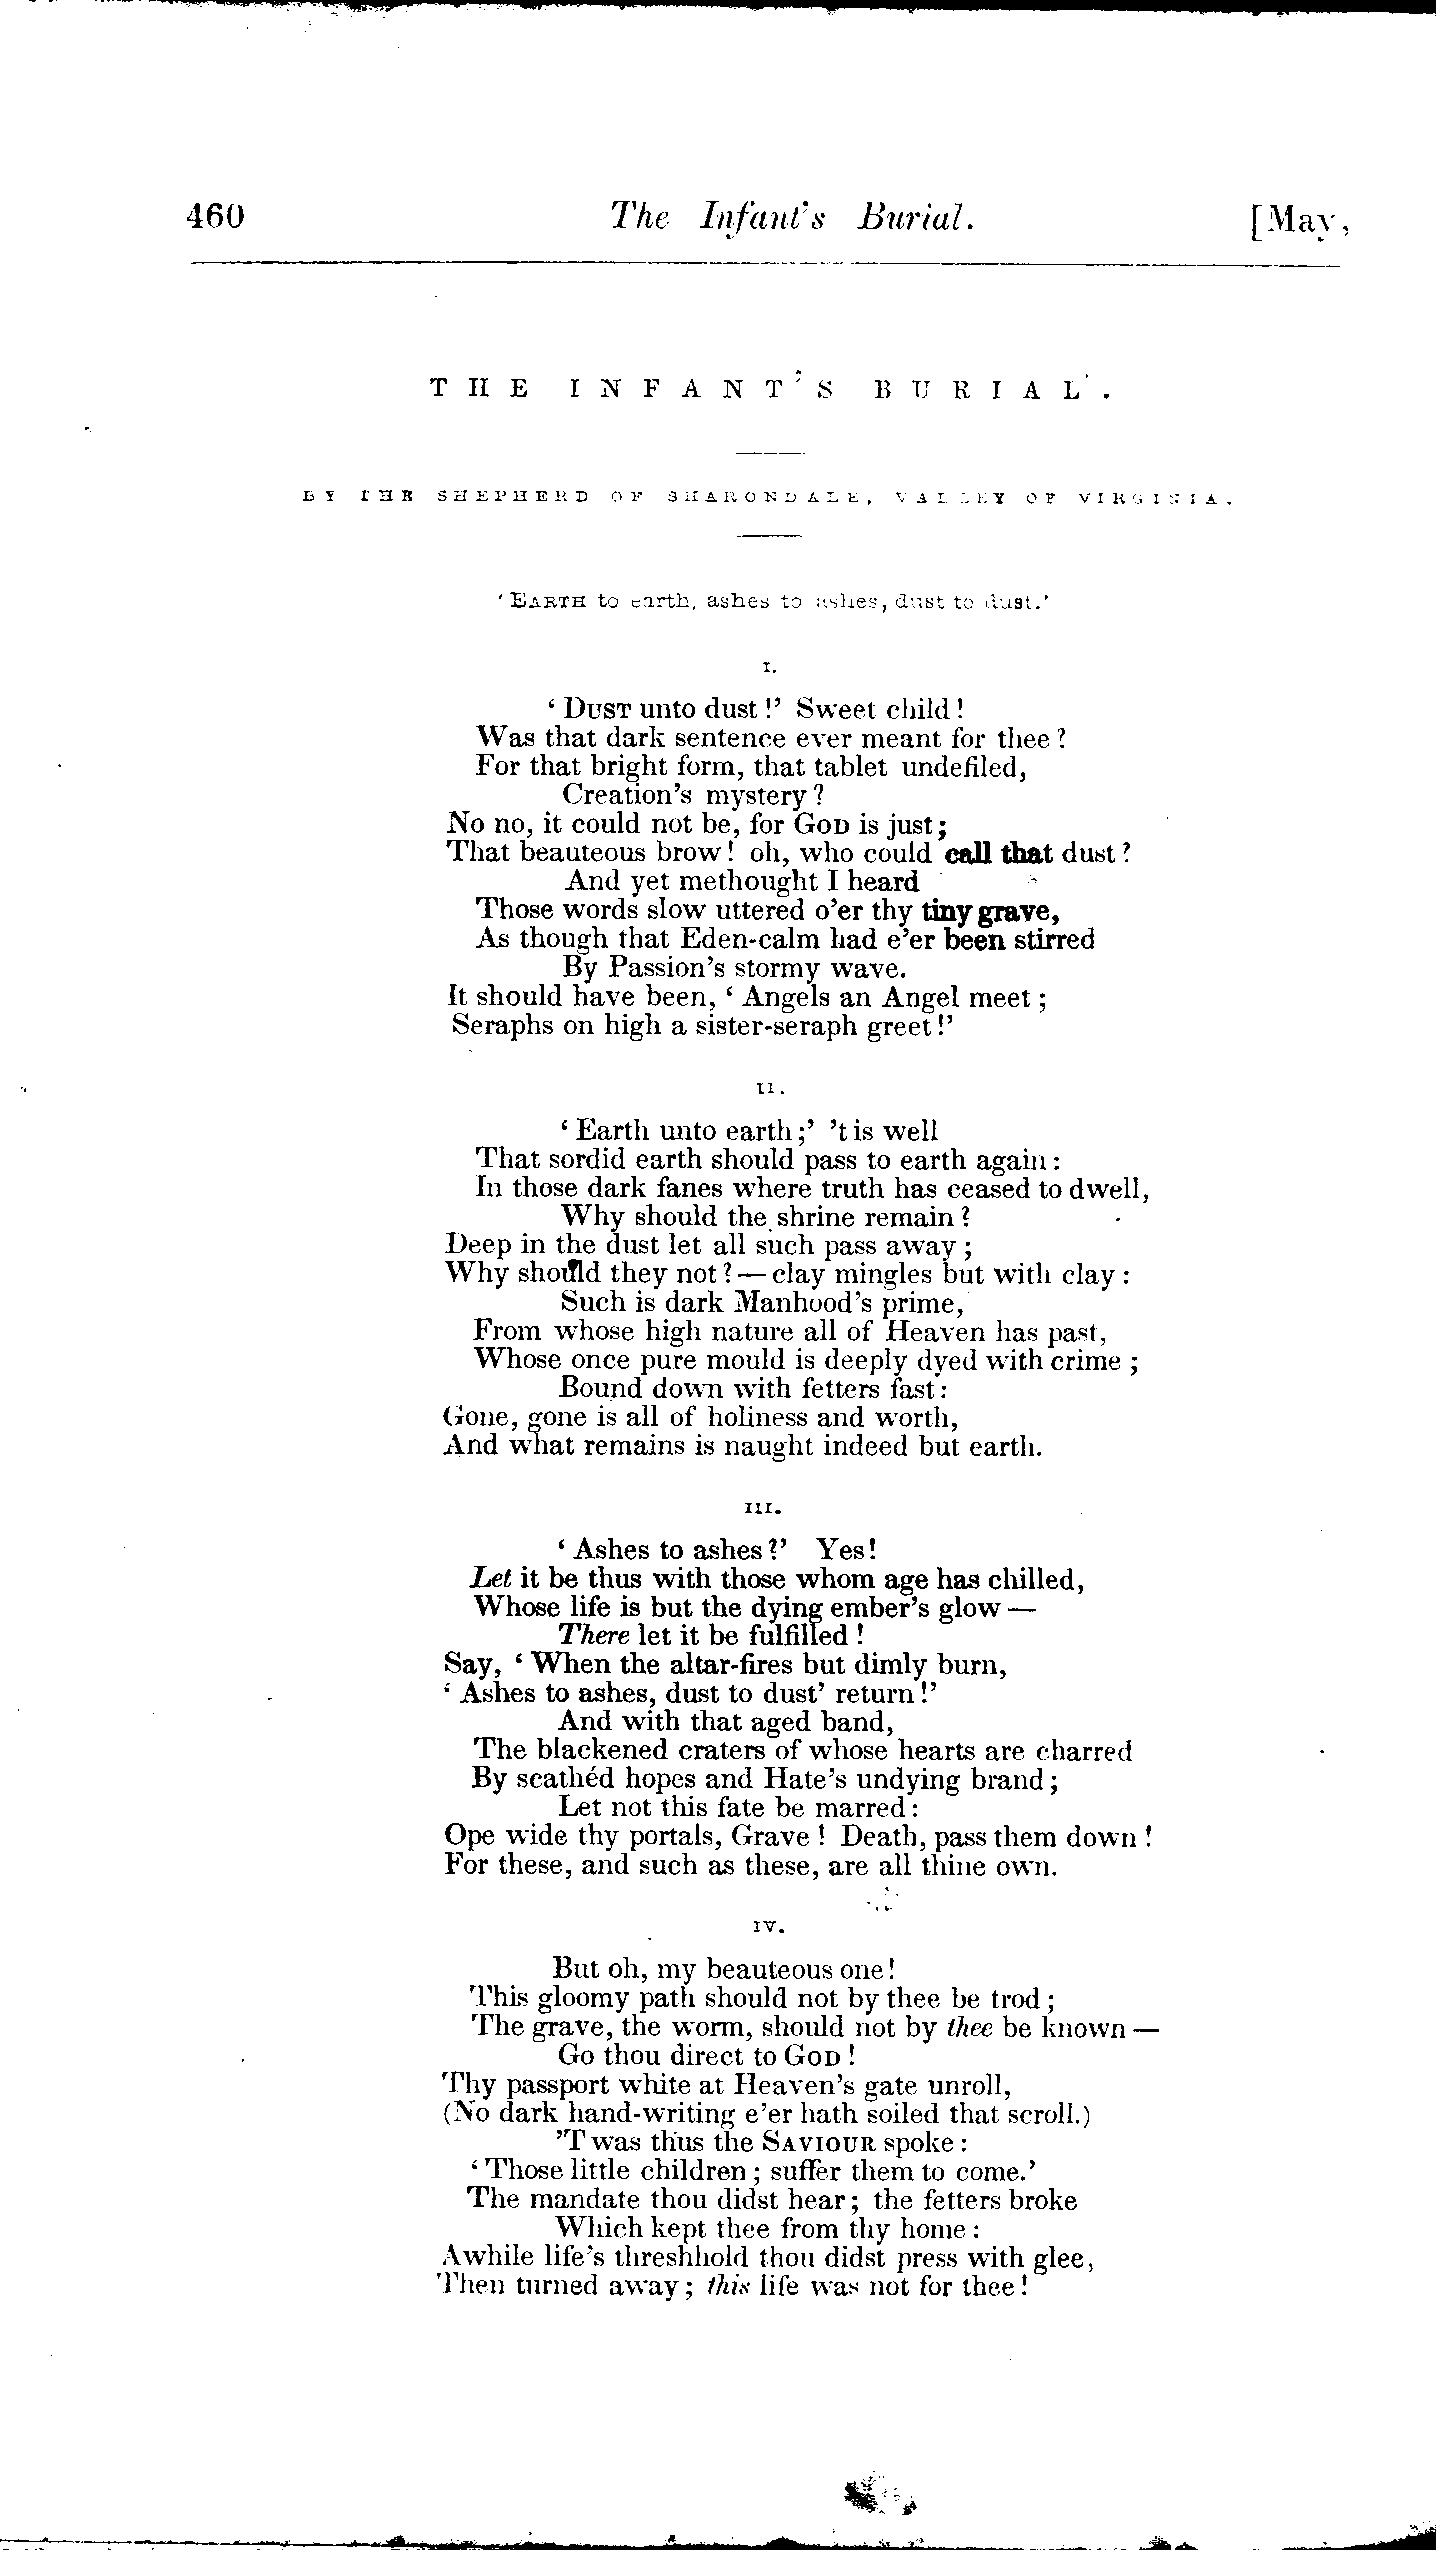 460 The Infant's Burial. [May,
THE INFANT'S BURIAL.
BY THE SHEPHERD OF SHARONDALE, VALLEY OF VIRGINIA.
‘EARTH to earth, ashes to ashes, dust to dust.’
I.
‘DUST unto dust!’ Sweet child!
Was that dark sentence ever meant for thee?
For that bright form, that tablet undefiled,
Creation's mystery?
No no, it could not be, for GOD is just;
That beauteous brow! oh, who could call that dust?
And yet methought I heard
Those words slow uttered o'er thy tiny grave,
As though that Eden-calm had e'er been stirred
By Passion's stormy wave.
It should have been, ‘Angels an Angel meet;
Seraphs on high a sister-seraph greet!’
II.
‘Earth unto earth;’ 't is well
That sordid earth should pass to earth again:
In those dark fanes where truth has ceased to dwell,
Why should the shrine remain?
Deep in the dust let all such pass away;
Why should they not? — clay mingles but with clay:
Such is dark Manhood's prime,
From whose high nature all of Heaven has past,
Whose once pure mould is deeply dyed with crime;
Bound down with fetters fast:
Gone, gone is all of holiness and worth,
And what remains is naught indeed but earth.
III.
‘Ashes to ashes?’ Yes!
Let it be thus with those whom age has chilled,
Whose life is but the dying ember's glow —
There let it be fulfilled!
Say, ‘When the altar-fires but dimly burn,
‘Ashes to ashes, dust to dust’ return!’
And with that aged band,
The blackened craters of whose hearts are charred
By scathéd hopes and Hate's undying brand;
Let not this fate be marred:
Ope wide thy portals, Grave! Death, pass them down!
For these, and such as these, are all thine own.
IV.
But oh, my beauteous one!
This gloomy path should not by thee be trod;
The grave, the worm, should not by thee be known —
Go thou direct to GOD!
Thy passport white at Heaven's gate unroll,
(No dark hand-writing e'er hath soiled that scroll.)
'T was thus the SAVIOUR spoke:
‘Those little children; suffer them to come.’
The mandate thou didst hear; the fetters broke
Which kept thee from thy home:
Awhile life's threshhold thou didst press with glee,
Then turned away; this life was not for thee!